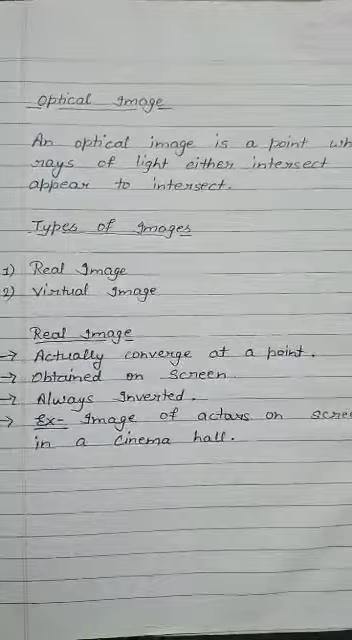 Optical Image
An optical image is a point wh
rays of light either intersect
appear to intersect.
Types of Images
1) Real Image
2) Virtual Image
Real Image
→ Actually converge at a point.
→ Obtained on Screen
→ Always Inverted.
→ Ex- Image of actors on scree
in a Cinema hall.